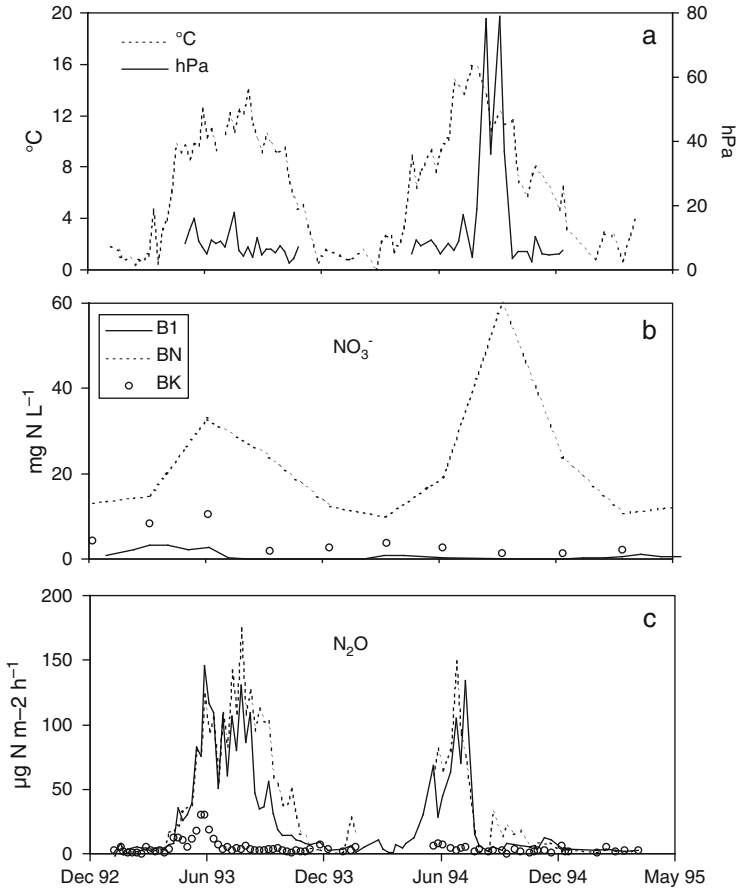 20
16
12
8
4
0
°C
80
60
40
20
0
hPa
a
°C
hPa
60
40
20
0
mg N L⁻¹
B1
BN
BK
NO₃⁻
b
200
150
100
50
0
µg N m–2 h⁻¹
N₂O
c
Dec 92 Jun 93 Dec 93 Jun 94 Dec 94 May 95